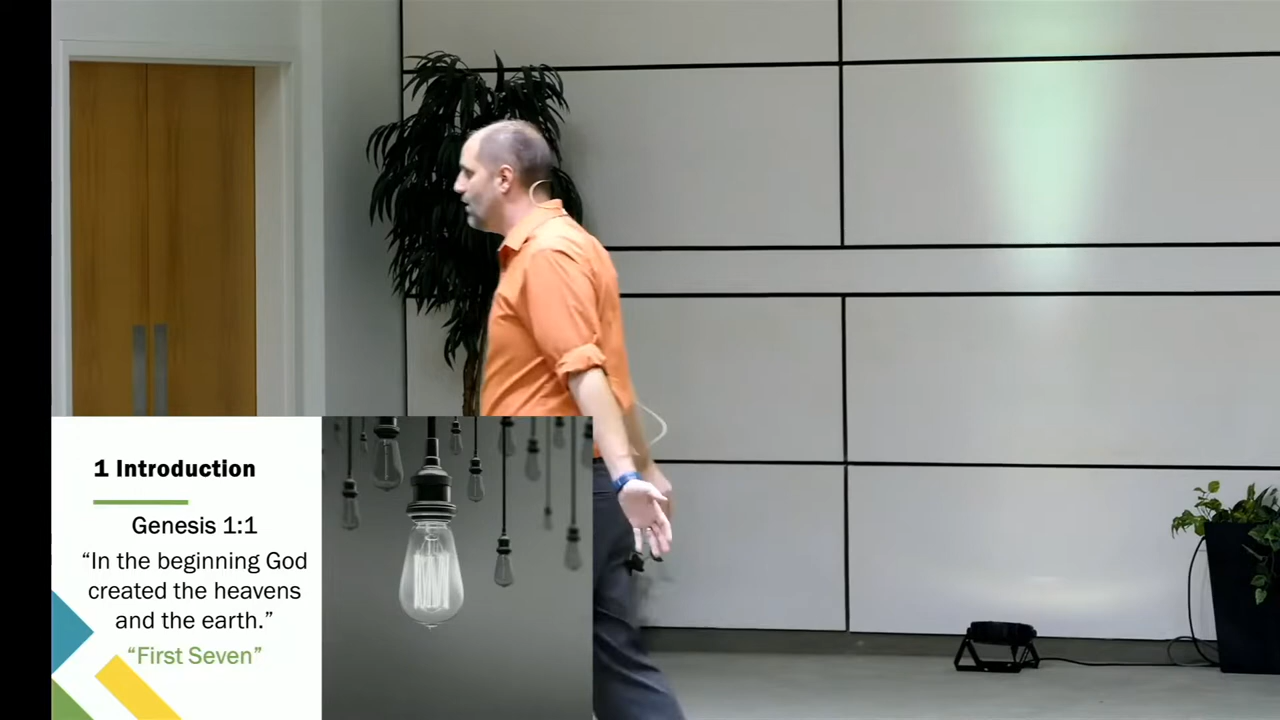 1 Introduction
Genesis 1:1
“In the beginning God
created the heavens
and the earth.”
“First Seven”